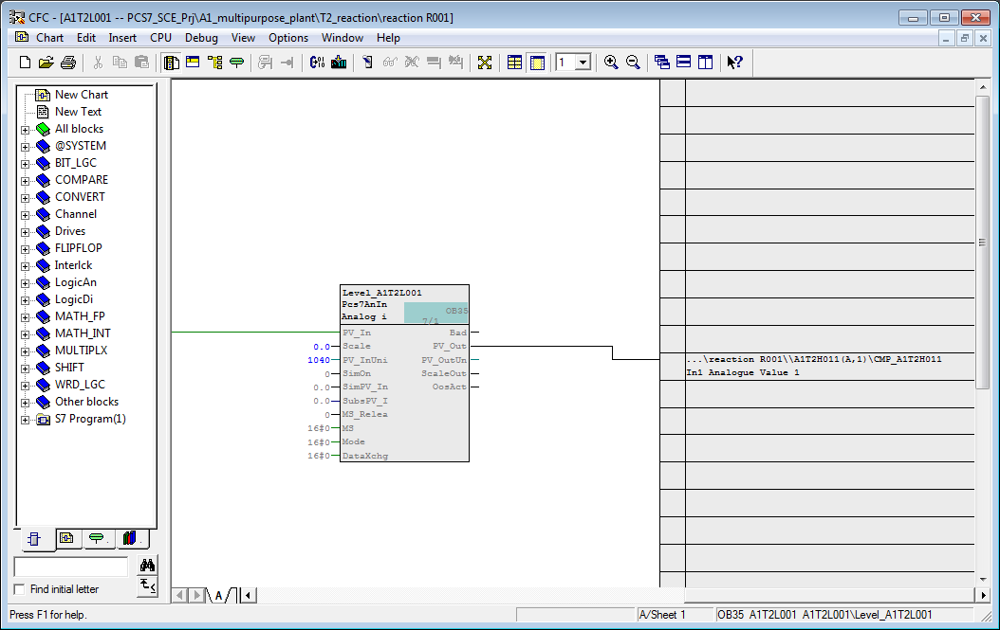 CFC - [A1T2L001 -- PCS7_SCE_Prj\A1_multipurpose_plant\T2_reaction\reaction R001]
Chart Edit Insert CPU Debug View Options Window Help
1
New Chart
New Text
All blocks
@SYSTEM
BIT_LGC
COMPARE
CONVERT
Channel
Drives
FLIPFLOP
Interlck
LogicAn
LogicDi
MATH_FP
MATH_INT
MULTIPLX
SHIFT
WRD_LGC
Other blocks
S7 Program(1)
Find initial letter
Level_A1T2L001
Pcs7AnIn
Analog i
OB35
7/1
PV_In Bad
0.0 Scale PV_Out
1040 PV_InUni PV_OutUn
0 SimOn ScaleOut
0.0 SimPV_In OosAct
0.0 SubsPV_I
0 MS_Relea
16#0 MS
16#0 Mode
16#0 DataXchg
...\reaction R001\\A1T2H011(A,1)\CMP_A1T2H011
In1 Analogue Value 1
A
Press F1 for help.
A/Sheet 1
OB35 A1T2L001 A1T2L001\Level_A1T2L001